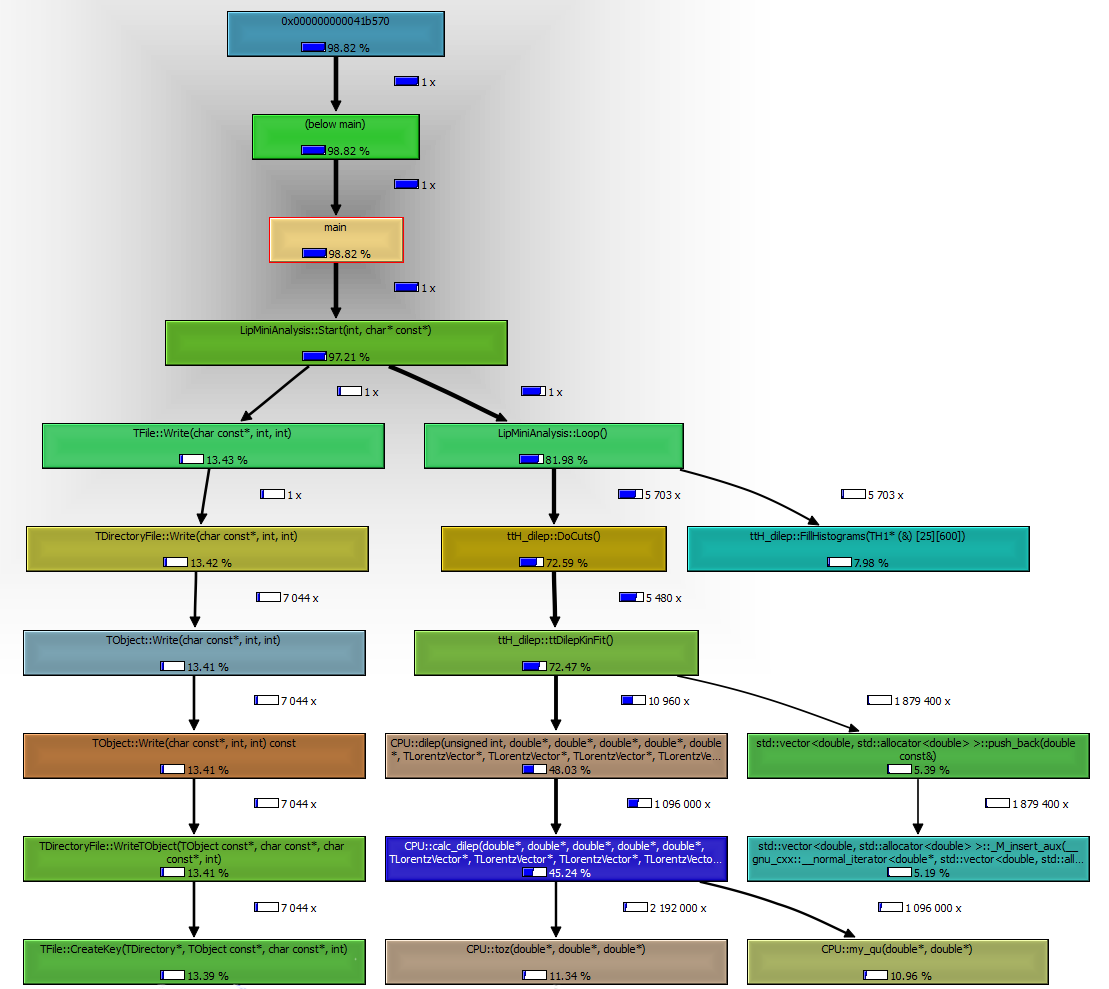 0x000000000041b570
98.82 %
1 x
(below main)
98.82 %
1 x
main
98.82 %
1 x
LipMiniAnalysis::Start(int, char* const*)
97.21 %
1 x
1 x
TFile::Write(char const*, int, int)
13.43 %
LipMiniAnalysis::Loop()
81.98 %
1 x
5 703 x
5 703 x
TDirectoryFile::Write(char const*, int, int)
13.42 %
ttH_dilep::DoCuts()
72.59 %
ttH_dilep::FillHistograms(TH1* (&) [25][600])
7.98 %
7 044 x
5 480 x
TObject::Write(char const*, int, int)
13.41 %
ttH_dilep::ttDilepKinFit()
72.47 %
7 044 x
10 960 x
1 879 400 x
TObject::Write(char const*, int, int) const
13.41 %
CPU::dilep(unsigned int, double*, double*, double*, double*, double
*, TLorentzVector*, TLorentzVector*, TLorentzVector*, TLorentzVe...
48.03 %
std::vector<double, std::allocator<double> >::push_back(double
const&)
5.39 %
7 044 x
1 096 000 x
1 879 400 x
TDirectoryFile::WriteTObject(TObject const*, char const*, char
const*, int)
13.41 %
CPU::calc_dilep(double*, double*, double*, double*, double*,
TLorentzVector*, TLorentzVector*, TLorentzVector*, TLorentzVecto...
45.24 %
std::vector<double, std::allocator<double> >::_M_insert_aux(__
gnu_cxx::__normal_iterator<double*, std::vector<double, std::all...
5.19 %
7 044 x
2 192 000 x
1 096 000 x
TFile::CreateKey(TDirectory*, TObject const*, char const*, int)
13.39 %
CPU::toz(double*, double*, double*)
11.34 %
CPU::my_qu(double*, double*)
10.96 %